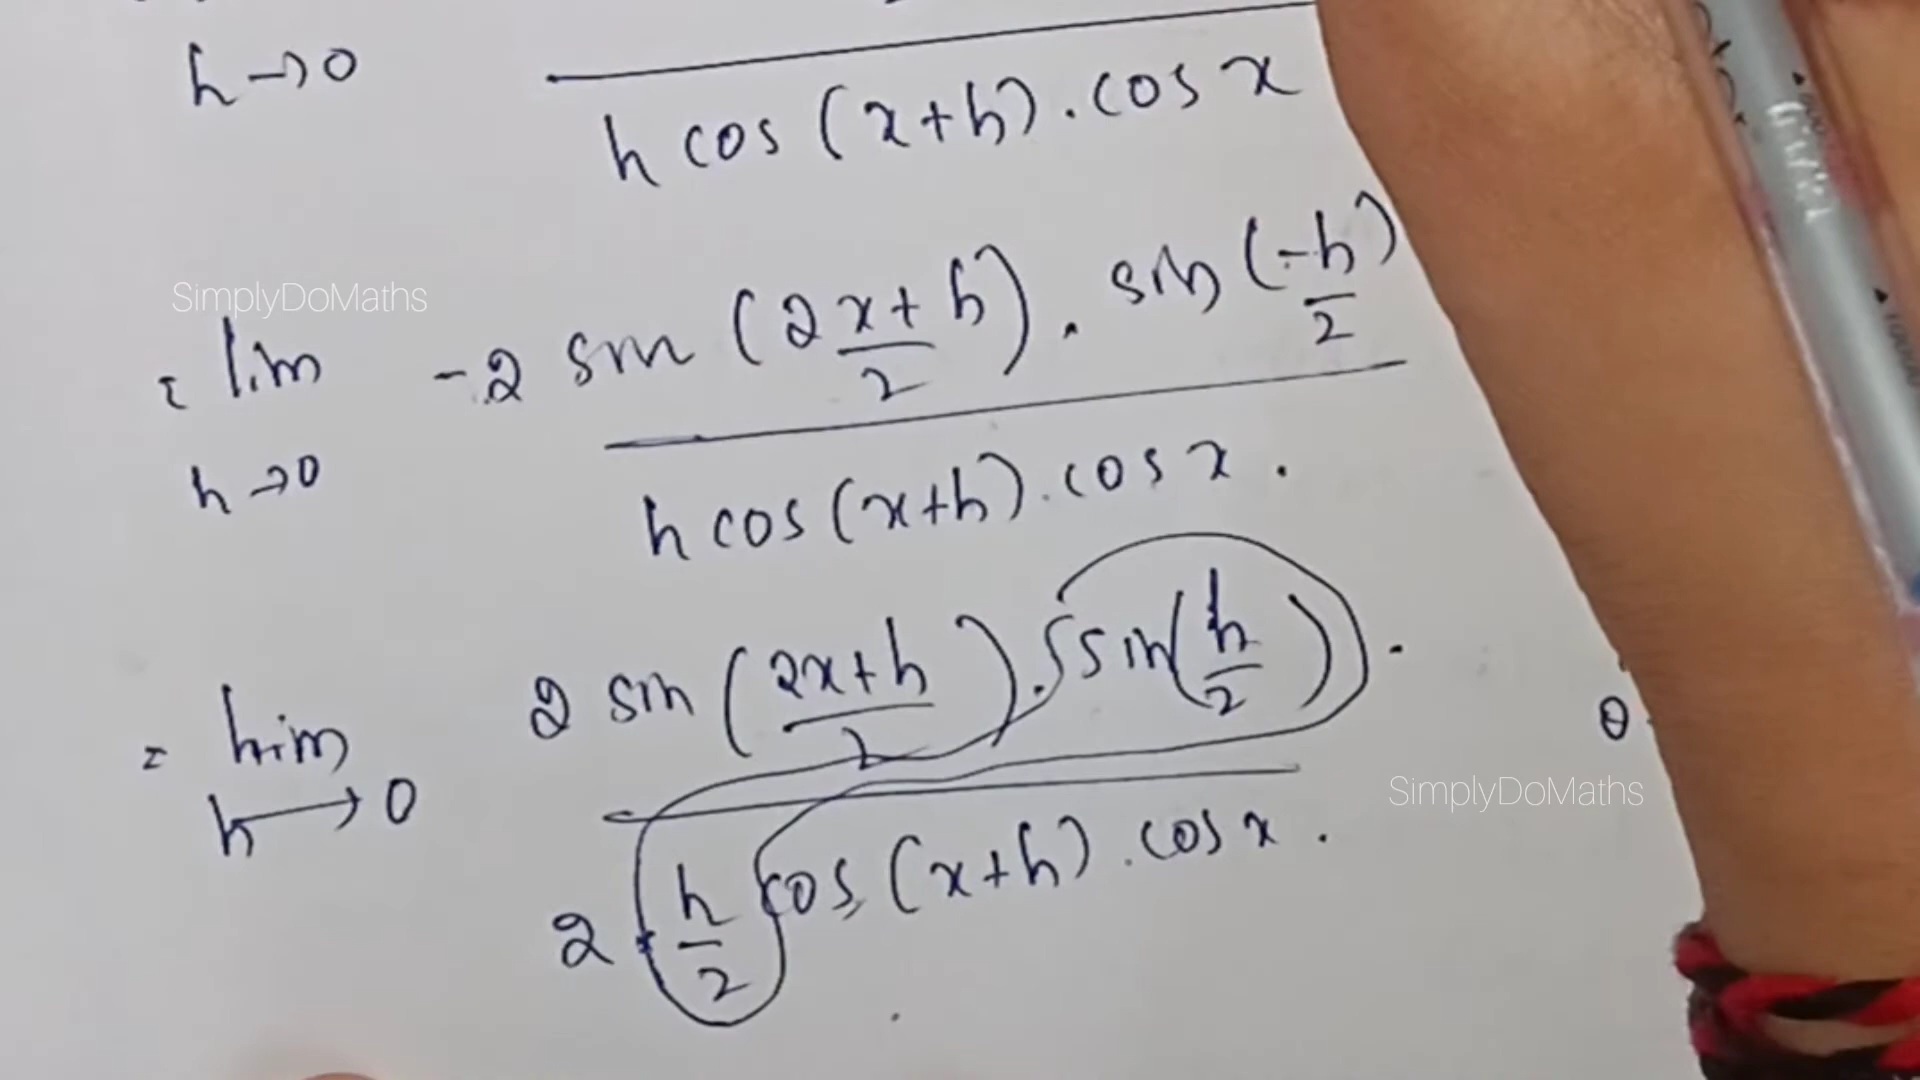 h→0
h cos (x+h) . cos x
SimplyDoMaths
= lim -2 sin (2x+h/2) . sin (-h/2)
h→0
h cos (x+h) . cos x .
= lim 2 sin (2x+h/2) . sin(h/2) .
h→0
θ
SimplyDoMaths
2 . h/2 cos (x+h) . cos x .